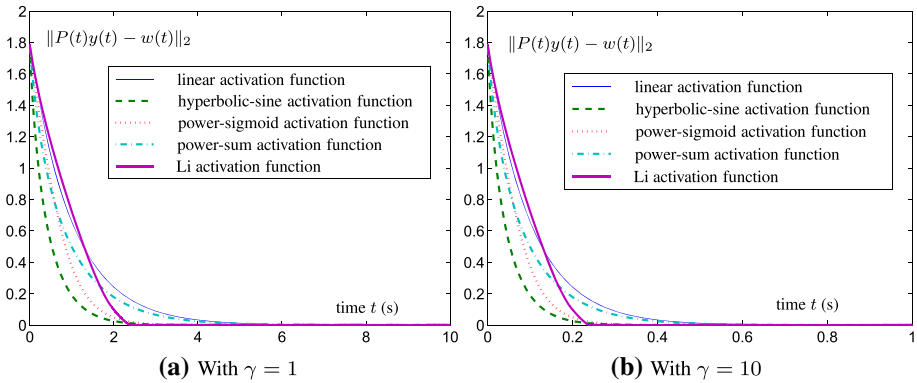 ‖P(t)y(t) − w(t)‖₂
linear activation function
hyperbolic-sine activation function
power-sigmoid activation function
power-sum activation function
Li activation function
time t (s)
2
1.8
1.6
1.4
1.2
1
0.8
0.6
0.4
0.2
0
0 2 4 6 8 10
(a) With γ = 1
‖P(t)y(t) − w(t)‖₂
linear activation function
hyperbolic-sine activation function
power-sigmoid activation function
power-sum activation function
Li activation function
time t (s)
2
1.8
1.6
1.4
1.2
1
0.8
0.6
0.4
0.2
0
0 0.2 0.4 0.6 0.8 1
(b) With γ = 10